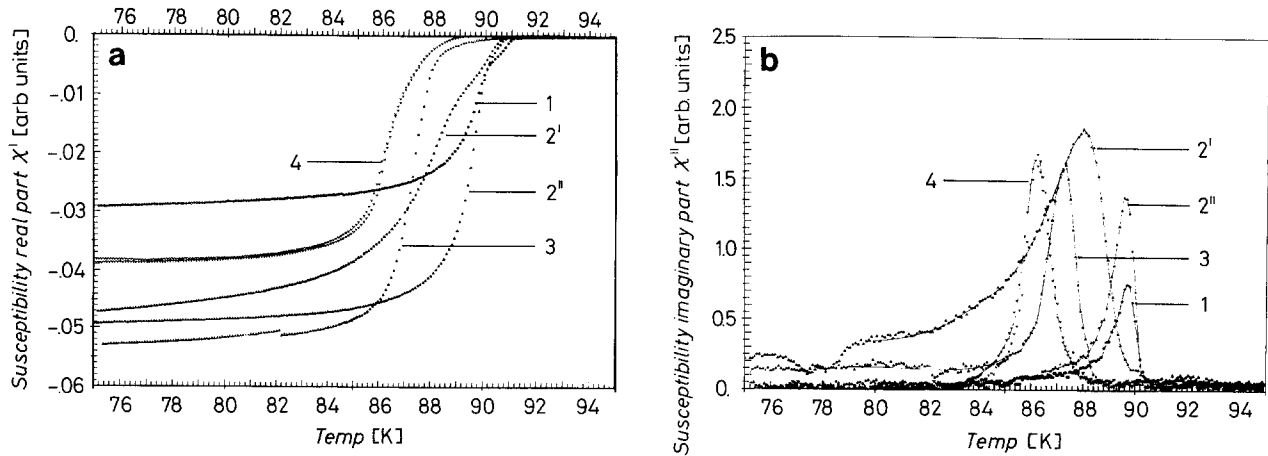 76 78 80 82 84 86 88 90 92 94
a
0.
-.01
-.02
-.03
-.04
-.05
-.06
Susceptibility real part χ' [arb units]
1
2'
4
2"
3
76 78 80 82 84 86 88 90 92 94
Temp [K]
b
2.5
2.0
1.5
1.0
0.5
0.
Susceptibility imaginary part χ" [arb. units]
2'
4
2"
3
1
76 78 80 82 84 86 88 90 92 94
Temp [K]